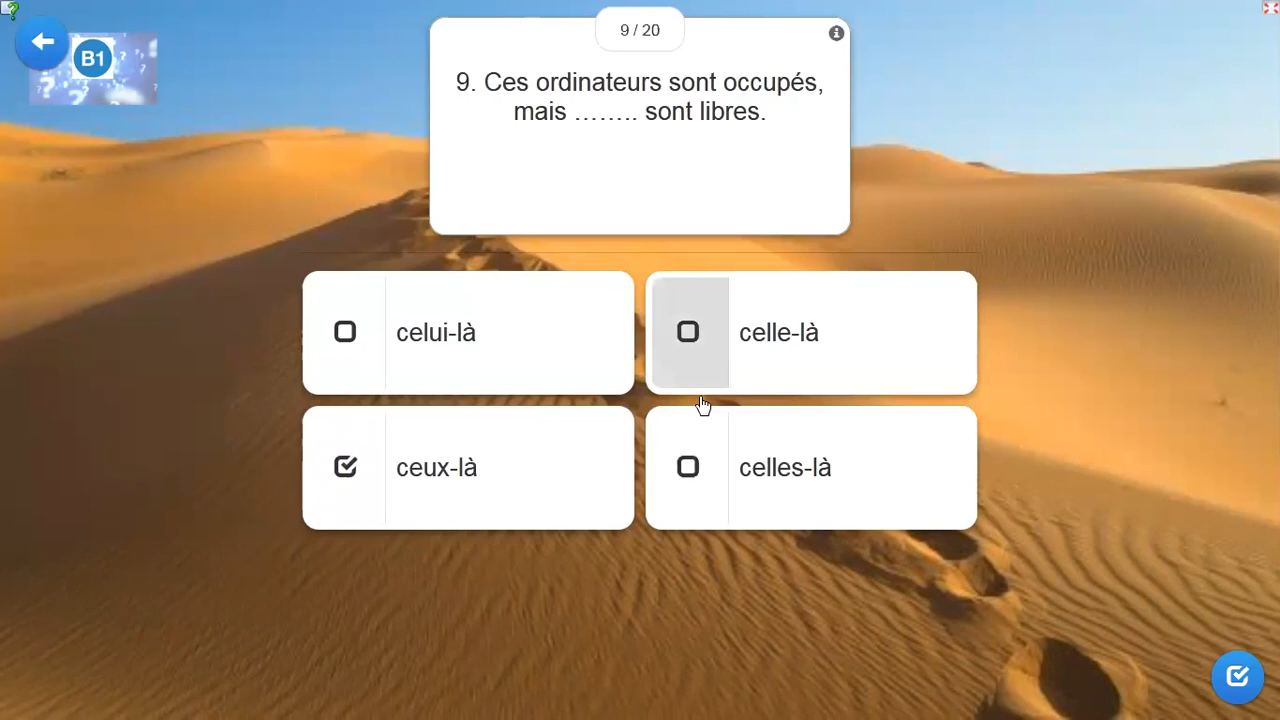 9 / 20
B1
9. Ces ordinateurs sont occupés,
mais …….. sont libres.
celui-là
celle-là
ceux-là
celles-là